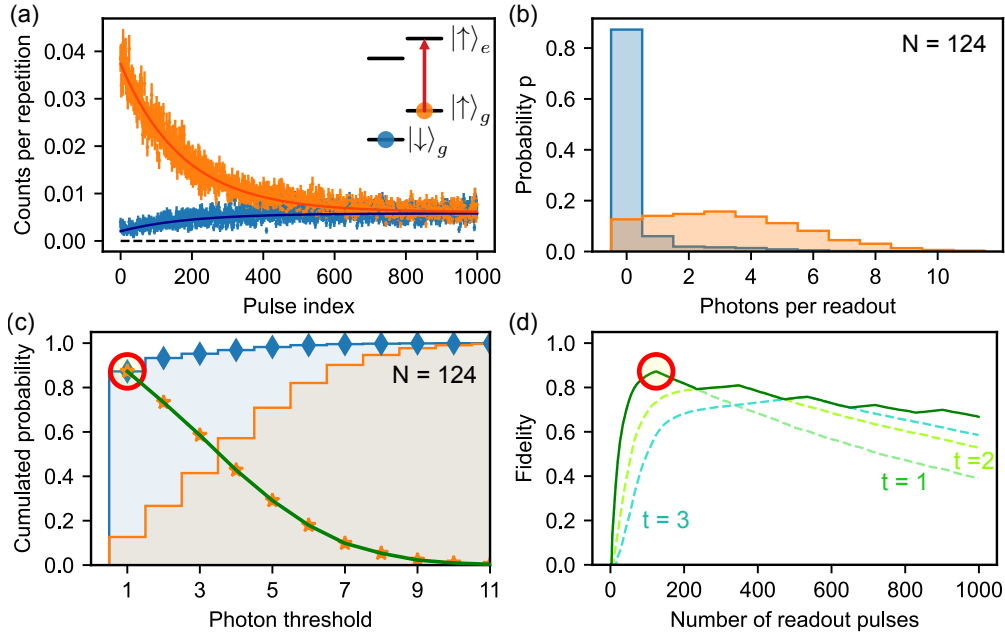 (a)
Counts per repetition
0.04
0.03
0.02
0.01
0.00
0 200 400 600 800 1000
Pulse index
|↑⟩e
|↑⟩g
|↓⟩g
(b)
Probability p
0.8
0.6
0.4
0.2
0.0
0 2 4 6 8 10
Photons per readout
N = 124
(c)
Cumulated probability
1.0
0.8
0.6
0.4
0.2
0.0
1 3 5 7 9 11
Photon threshold
N = 124
(d)
Fidelity
1.0
0.8
0.6
0.4
0.2
0.0
0 200 400 600 800 1000
Number of readout pulses
t =2
t =1
t =3